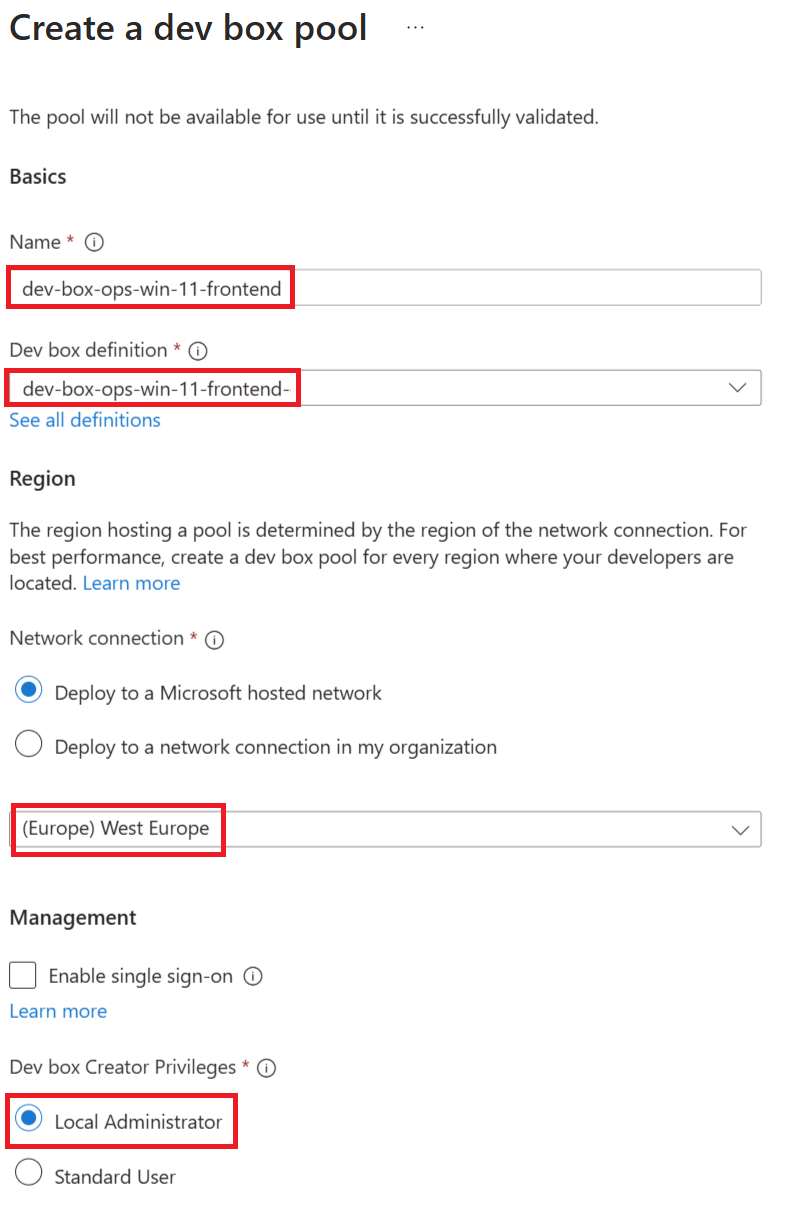 Create a dev box pool ...
The pool will not be available for use until it is successfully validated.
Basics
Name *
dev-box-ops-win-11-frontend
Dev box definition *
dev-box-ops-win-11-frontend-
See all definitions
Region
The region hosting a pool is determined by the region of the network connection. For
best performance, create a dev box pool for every region where your developers are
located. Learn more
Network connection *
Deploy to a Microsoft hosted network
Deploy to a network connection in my organization
(Europe) West Europe
Management
Enable single sign-on
Learn more
Dev box Creator Privileges *
Local Administrator
Standard User